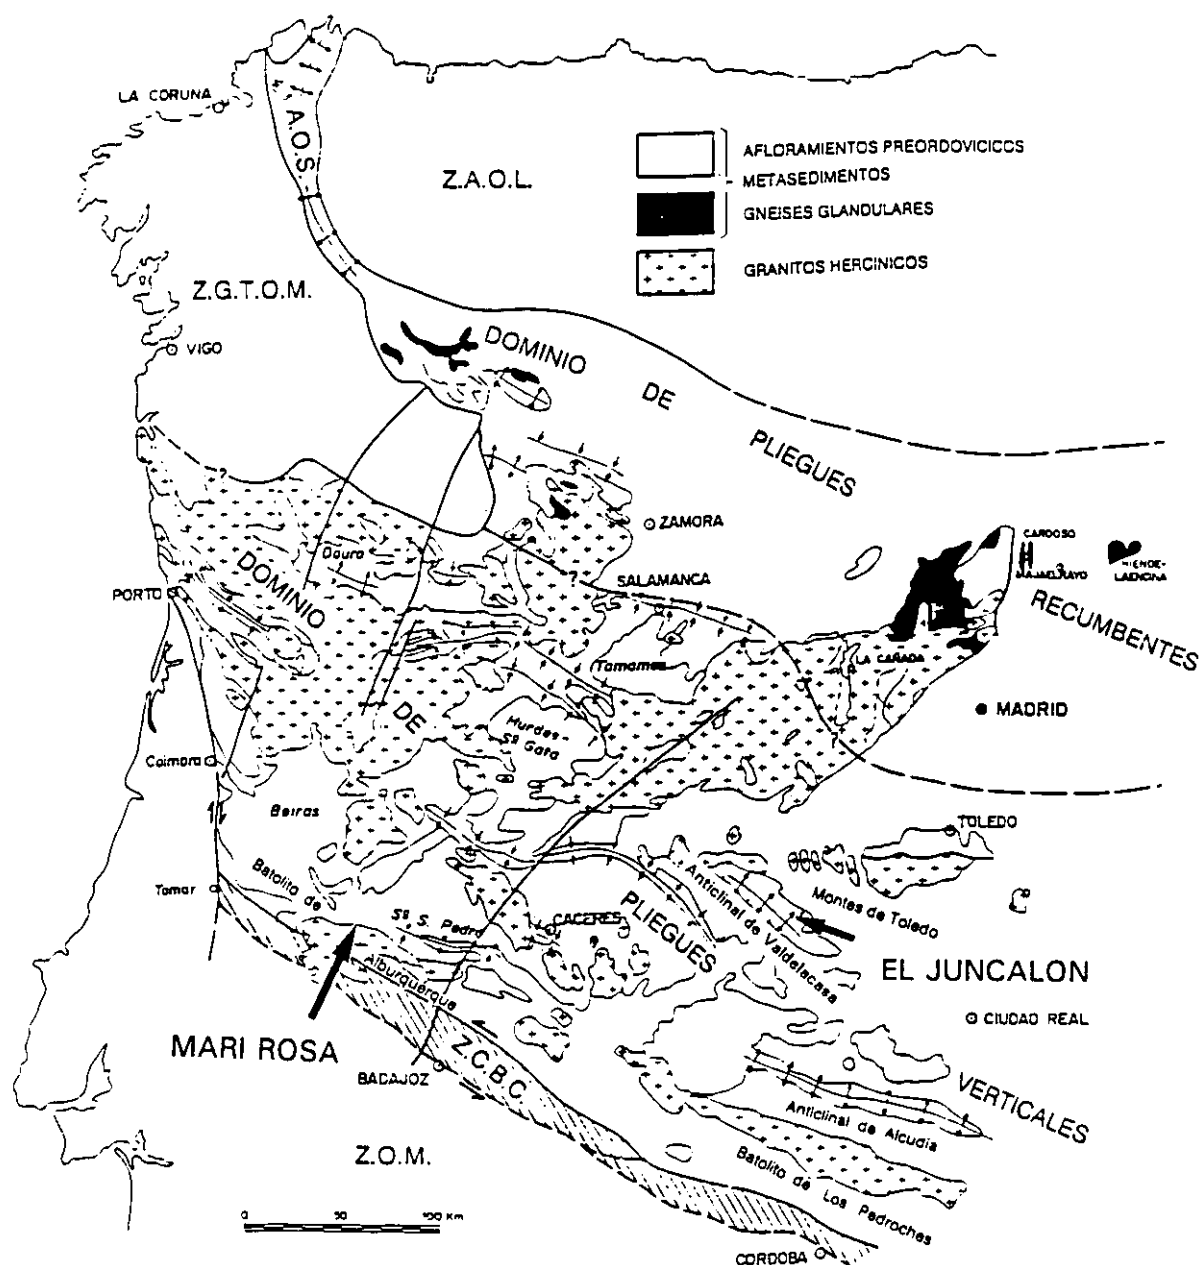 LA CORUNA
A.O.S.
Z.A.O.L.
AFLORAMIENTOS PREORDOVICICOS
METASEDIMENTOS
GNEISES GLANDULARES
GRANITOS HERCINICOS
Z.G.T.O.M.
VIGO
DOMINIO
DE
PLIEGUES
RECUMBENTES
?
ZAMORA
CARDOSO
HIENDE-
LAENCINA
Douro
DOMINIO
DE
PLIEGUES
VERTICALES
?
SALAMANCA
PORTO
Tamames
LA CAÑADA
MADRID
Hurdes-
Sª Gata
Coimbra
Beiras
TOLEDO
Tomar
Batolito de
Alburquerque
Sª S. Pedro
CACERES
Anticlinal de Valdelacasa
Montes de Toledo
EL JUNCALON
CIUDAD REAL
MARI ROSA
BADAJOZ
Z.C.B.C.
Anticlinal de Alcudia
Batolito de Los Pedroches
Z.O.M.
0 50 100 Km
CORDOBA